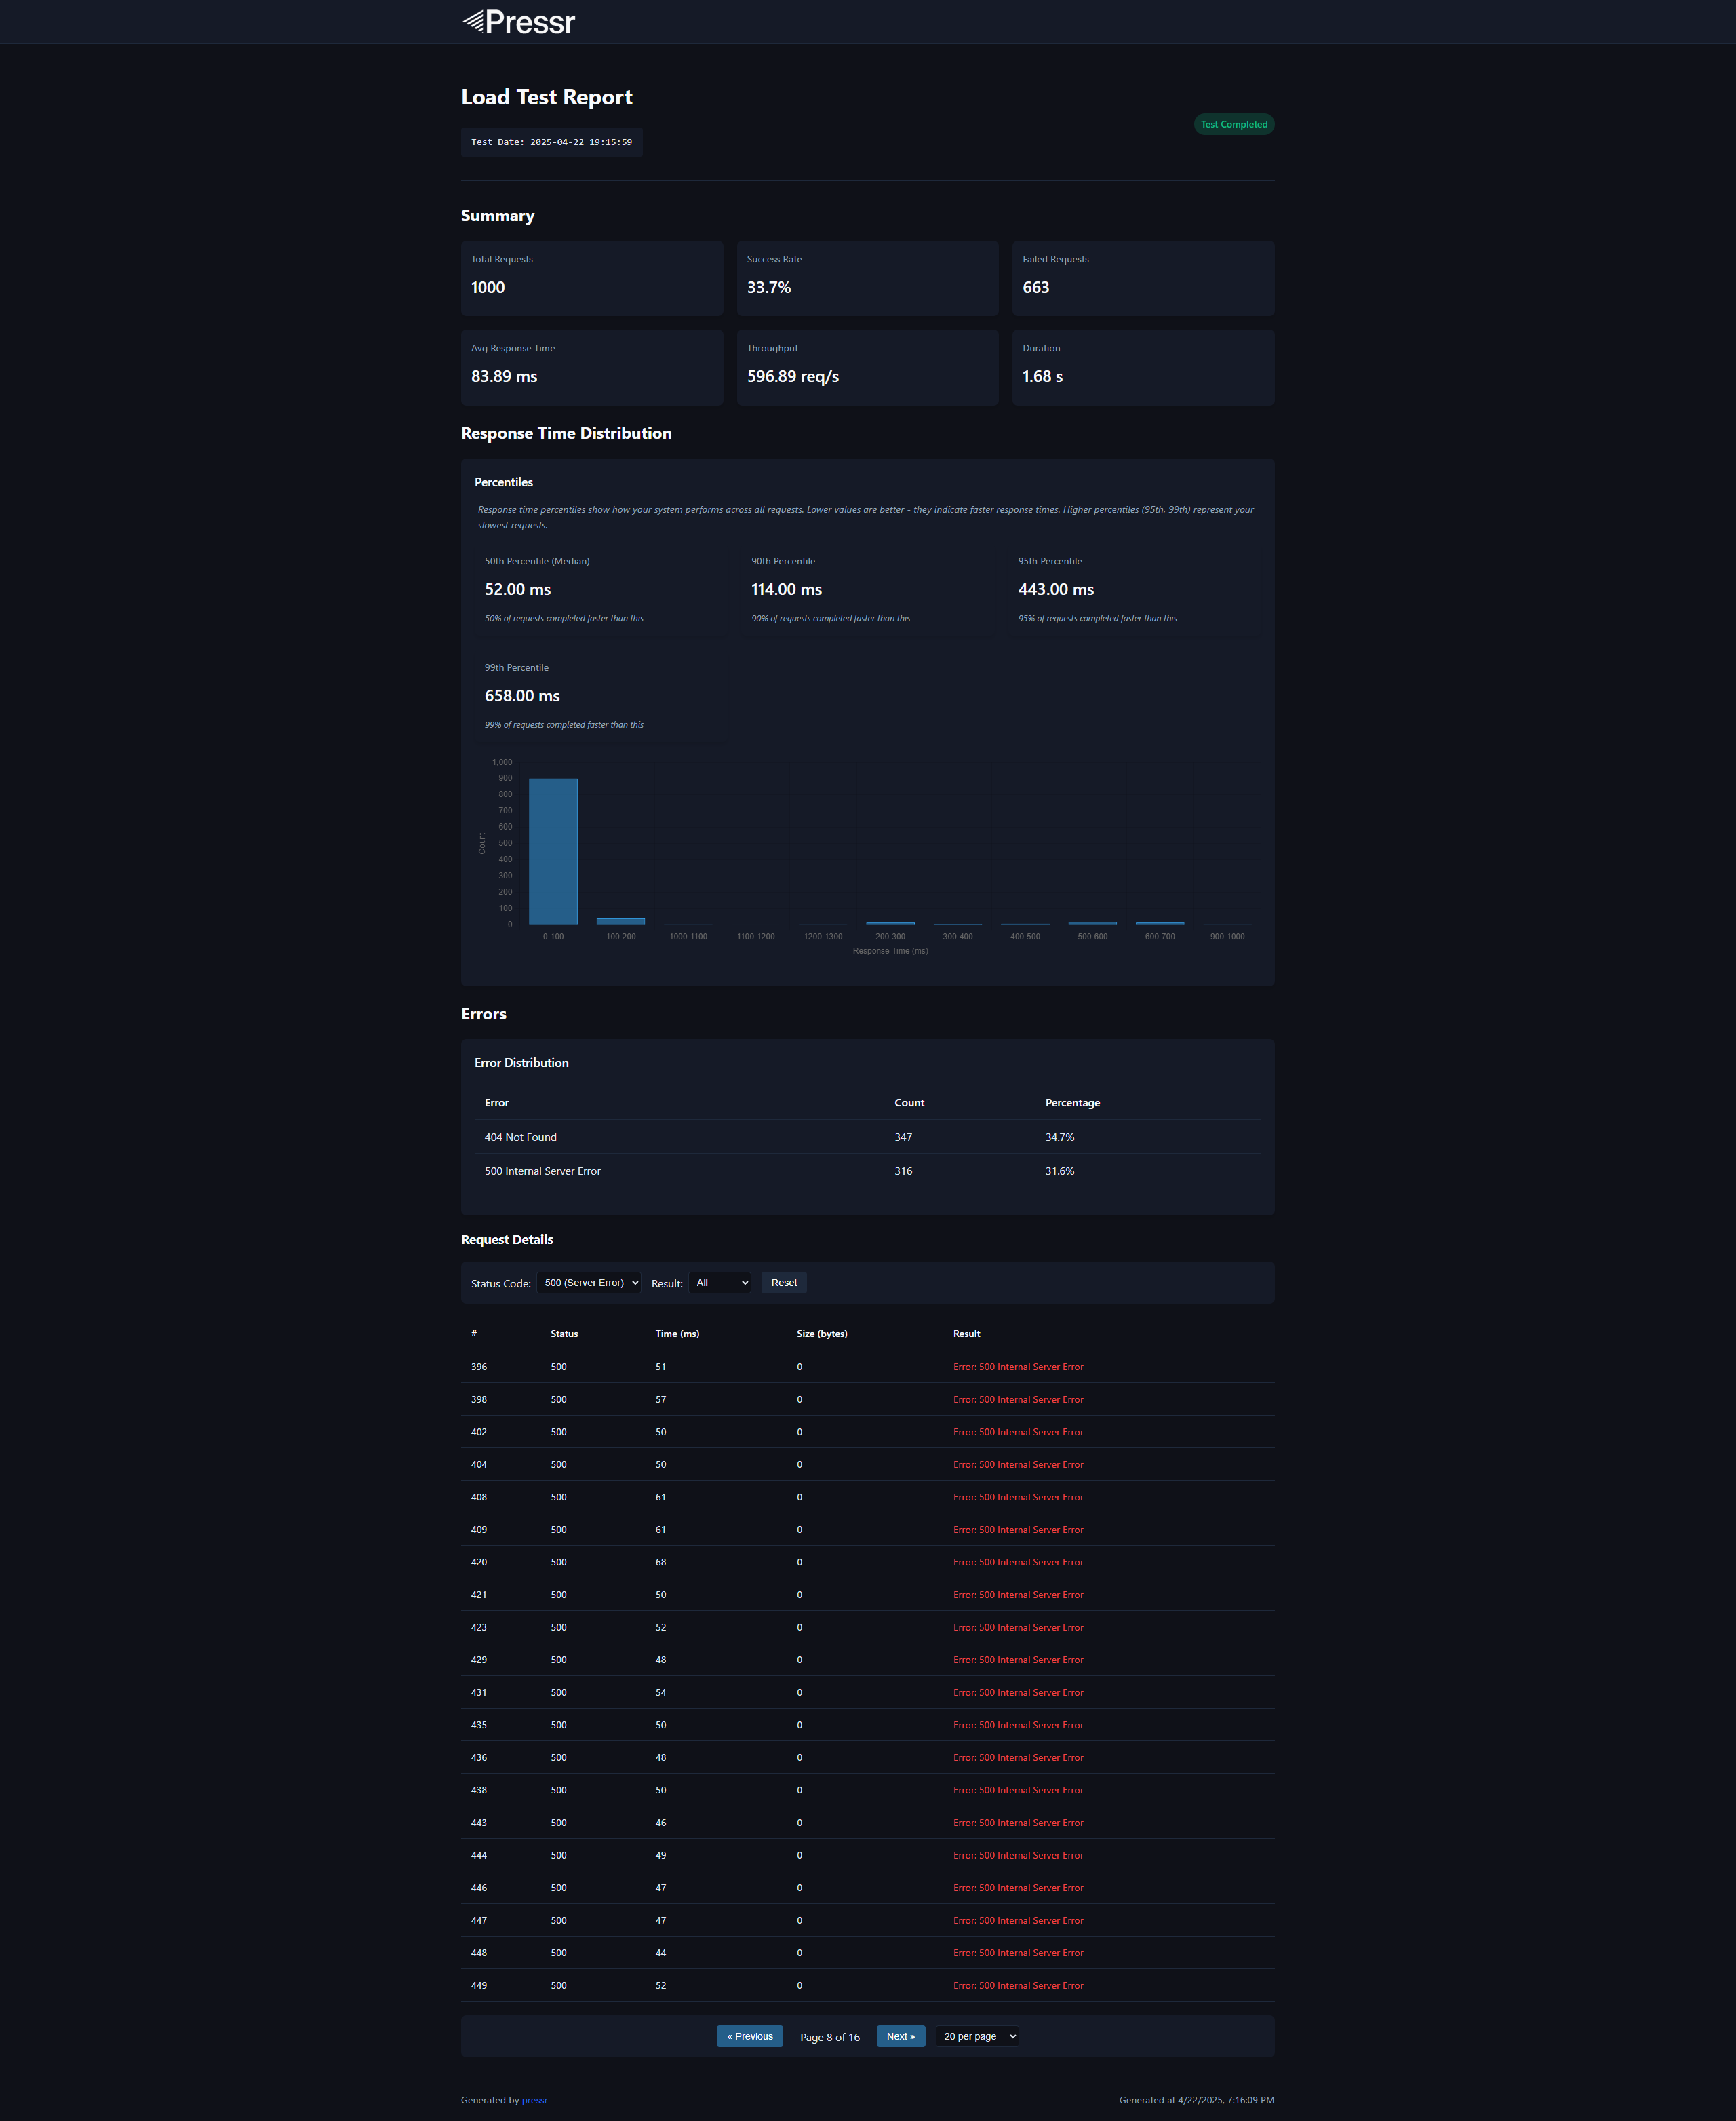 Pressr
Load Test Report
Test Completed
Test Date: 2025-04-22 19:15:59
Summary
Total Requests
1000
Success Rate
33.7%
Failed Requests
663
Avg Response Time
83.89 ms
Throughput
596.89 req/s
Duration
1.68 s
Response Time Distribution
Percentiles
Response time percentiles show how your system performs across all requests. Lower values are better - they indicate faster response times. Higher percentiles (95th, 99th) represent your
slowest requests.
50th Percentile (Median)
52.00 ms
50% of requests completed faster than this
90th Percentile
114.00 ms
90% of requests completed faster than this
95th Percentile
443.00 ms
95% of requests completed faster than this
99th Percentile
658.00 ms
99% of requests completed faster than this
1,000
900
800
700
600
500
400
300
200
100
0
Count
0-100 100-200 1000-1100 1100-1200 1200-1300 200-300 300-400 400-500 500-600 600-700 900-1000
Response Time (ms)
Errors
Error Distribution
Error Count Percentage
404 Not Found 347 34.7%
500 Internal Server Error 316 31.6%
Request Details
Status Code: 500 (Server Error) Result: All Reset
# Status Time (ms) Size (bytes) Result
396 500 51 0 Error: 500 Internal Server Error
398 500 57 0 Error: 500 Internal Server Error
402 500 50 0 Error: 500 Internal Server Error
404 500 50 0 Error: 500 Internal Server Error
408 500 61 0 Error: 500 Internal Server Error
409 500 61 0 Error: 500 Internal Server Error
420 500 68 0 Error: 500 Internal Server Error
421 500 50 0 Error: 500 Internal Server Error
423 500 52 0 Error: 500 Internal Server Error
429 500 48 0 Error: 500 Internal Server Error
431 500 54 0 Error: 500 Internal Server Error
435 500 50 0 Error: 500 Internal Server Error
436 500 48 0 Error: 500 Internal Server Error
438 500 50 0 Error: 500 Internal Server Error
443 500 46 0 Error: 500 Internal Server Error
444 500 49 0 Error: 500 Internal Server Error
446 500 47 0 Error: 500 Internal Server Error
447 500 47 0 Error: 500 Internal Server Error
448 500 44 0 Error: 500 Internal Server Error
449 500 52 0 Error: 500 Internal Server Error
« Previous Page 8 of 16 Next » 20 per page
Generated by pressr
Generated at 4/22/2025, 7:16:09 PM